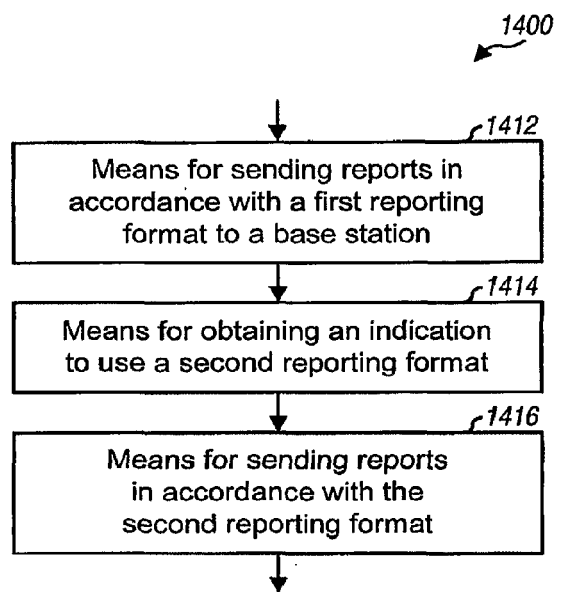 1400
1412
Means for sending reports in
accordance with a first reporting
format to a base station
1414
Means for obtaining an indication
to use a second reporting format
1416
Means for sending reports
in accordance with the
second reporting format